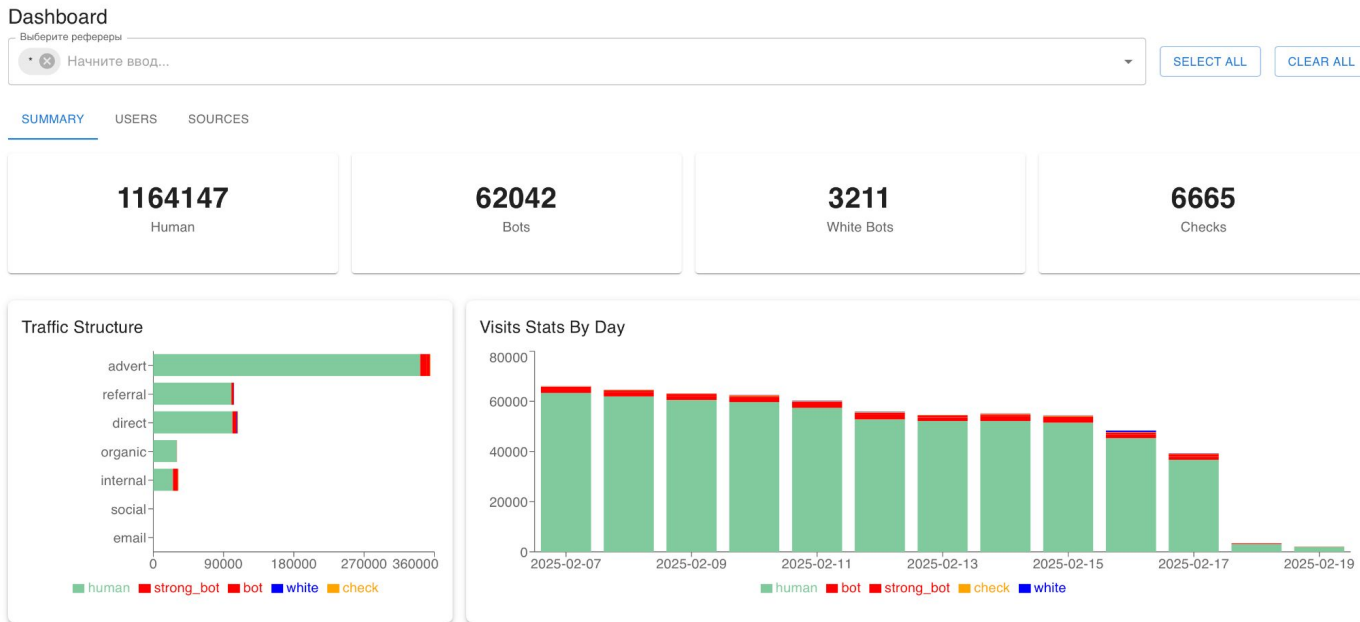 Dashboard
Выберите рефереры
* Начните ввод...
SELECT ALL
CLEAR ALL
SUMMARY USERS SOURCES
1164147
Human
62042
Bots
3211
White Bots
6665
Checks
Traffic Structure
advert
referral
direct
organic
internal
social
email
0 90000 180000 270000 360000
human strong_bot bot white check
Visits Stats By Day
80000
60000
40000
20000
0
2025-02-07 2025-02-09 2025-02-11 2025-02-13 2025-02-15 2025-02-17 2025-02-19
human bot strong_bot check white